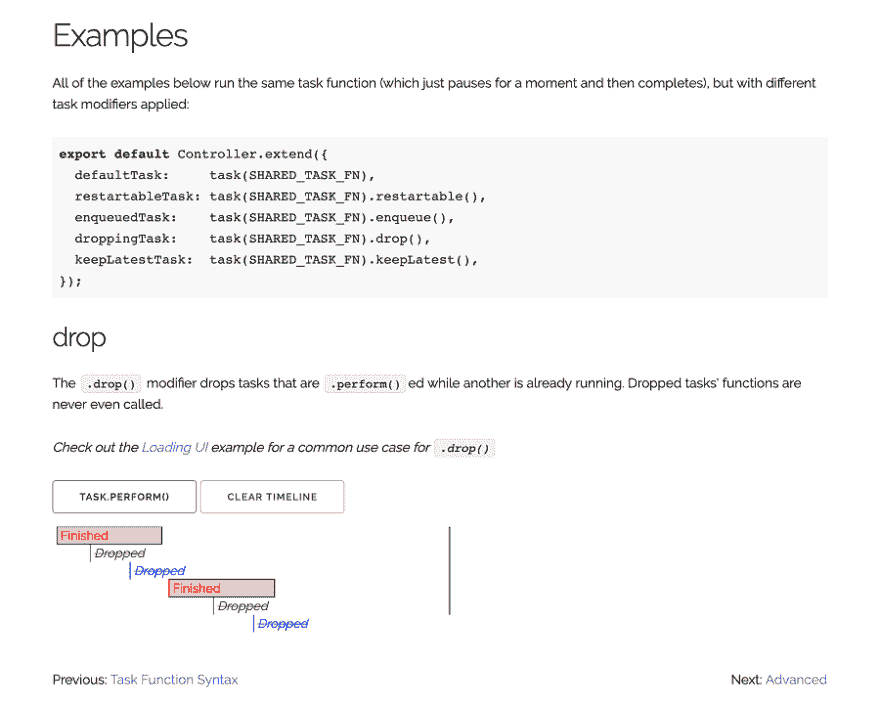 Examples
All of the examples below run the same task function (which just pauses for a moment and then completes), but with different
task modifiers applied:
export default Controller.extend({
  defaultTask:     task(SHARED_TASK_FN),
  restartableTask: task(SHARED_TASK_FN).restartable(),
  enqueuedTask:    task(SHARED_TASK_FN).enqueue(),
  droppingTask:    task(SHARED_TASK_FN).drop(),
  keepLatestTask:  task(SHARED_TASK_FN).keepLatest(),
});
drop
The .drop() modifier drops tasks that are .perform() ed while another is already running. Dropped tasks' functions are
never even called.
Check out the Loading UI example for a common use case for .drop()
TASK.PERFORM() CLEAR TIMELINE
Finished
Dropped
Dropped
Finished
Dropped
Dropped
Previous: Task Function Syntax Next: Advanced